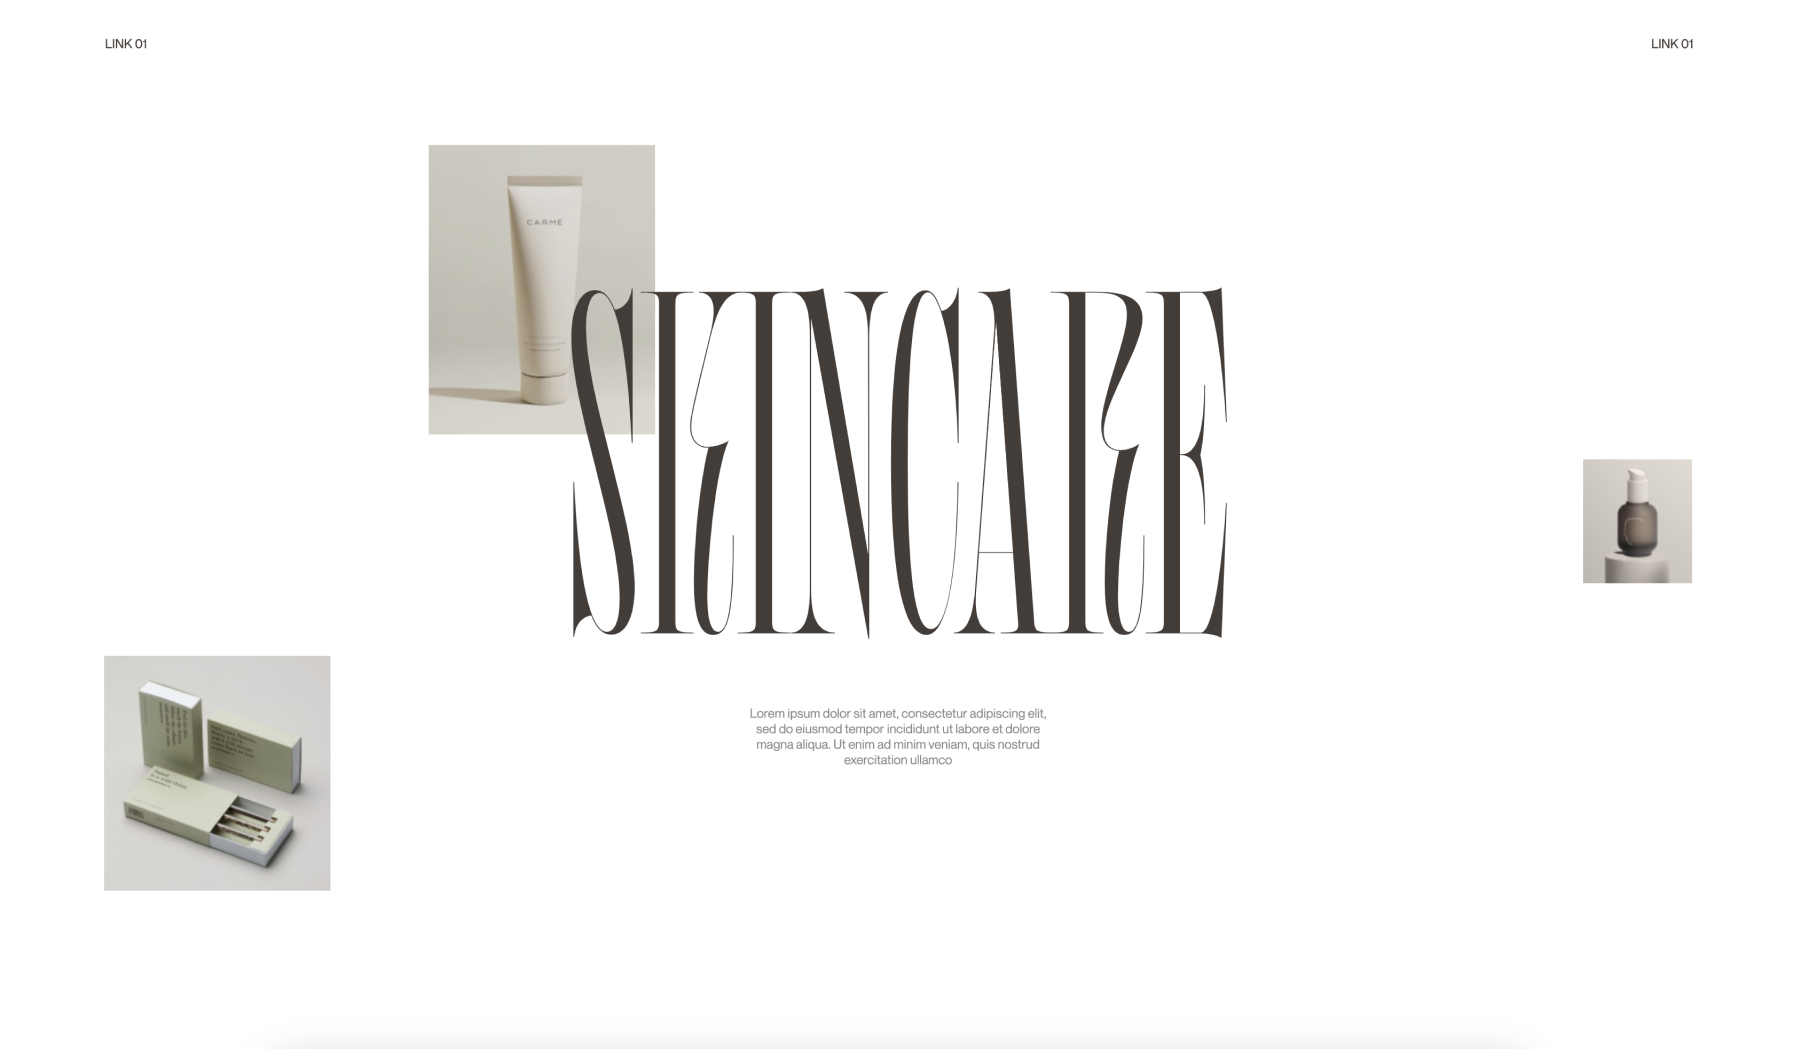 LINK 01
LINK 01
CARME
SKINCARE
Lorem ipsum dolor sit amet, consectetur adipiscing elit,
sed do eiusmod tempor incididunt ut labore et dolore
magna aliqua. Ut enim ad minim veniam, quis nostrud
exercitation ullamco